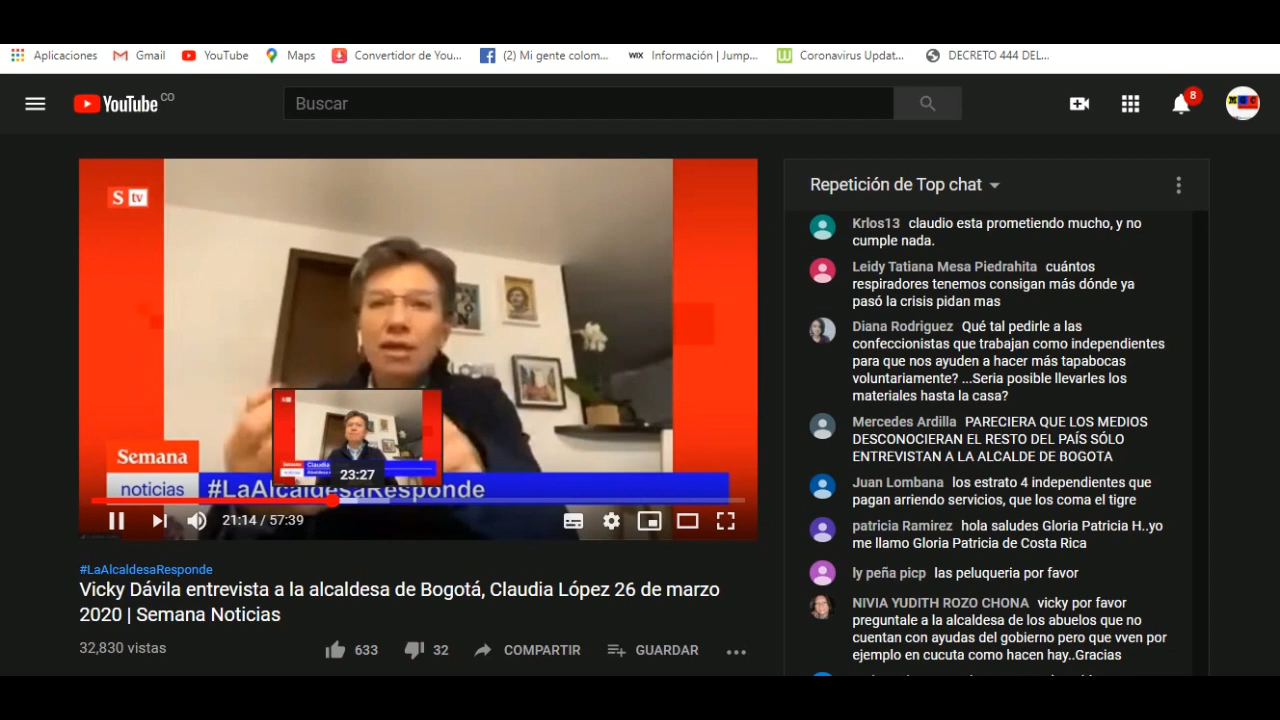 Aplicaciones Gmail YouTube Maps Convertidor de You... (2) Mi gente colom... WIX Información | Jump... Coronavirus Updat... DECRETO 444 DEL...
YouTube CO
Buscar
8
S tv
Semana
noticias
#LaAlcaldesaResponde
23:27
21:14 / 57:39
#LaAlcaldesaResponde
Vicky Dávila entrevista a la alcaldesa de Bogotá, Claudia López 26 de marzo
2020 | Semana Noticias
32,830 vistas
633 32 COMPARTIR GUARDAR
Repetición de Top chat
Krlos13 claudio esta prometiendo mucho, y no
cumple nada.
Leidy Tatiana Mesa Piedrahita cuántos
respiradores tenemos consigan más dónde ya
pasó la crisis pidan mas
Diana Rodriguez Qué tal pedirle a las
confeccionistas que trabajan como independientes
para que nos ayuden a hacer más tapabocas
voluntariamente? ...Seria posible llevarles los
materiales hasta la casa?
Mercedes Ardilla PARECIERA QUE LOS MEDIOS
DESCONOCIERAN EL RESTO DEL PAÍS SÓLO
ENTREVISTAN A LA ALCALDE DE BOGOTA
Juan Lombana los estrato 4 independientes que
pagan arriendo servicios, que los coma el tigre
patricia Ramirez hola saludes Gloria Patricia H..yo
me llamo Gloria Patricia de Costa Rica
ly peña picp las peluqueria por favor
NIVIA YUDITH ROZO CHONA vicky por favor
preguntale a la alcaldesa de los abuelos que no
cuentan con ayudas del gobierno pero que vven por
ejemplo en cucuta como hacen hay..Gracias